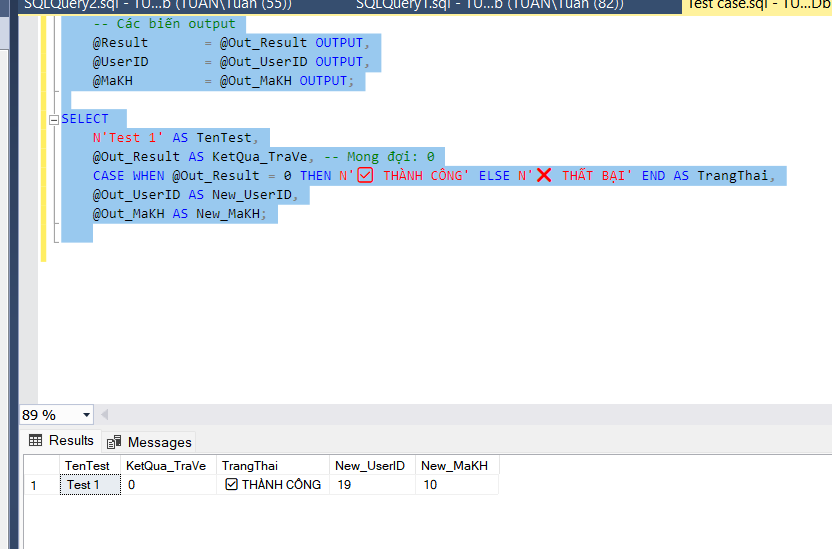 SQLQuery2.sql - TU...b (TUAN\Tuan (55))
SQLQuery1.sql - TU...b (TUAN\Tuan (82))
Test case.sql - TU...Db
-- Các biến output
@Result = @Out_Result OUTPUT,
@UserID = @Out_UserID OUTPUT,
@MaKH = @Out_MaKH OUTPUT;
SELECT
N'Test 1' AS TenTest,
@Out_Result AS KetQua_TraVe, -- Mong đợi: 0
CASE WHEN @Out_Result = 0 THEN N'✅ THÀNH CÔNG' ELSE N'❌ THẤT BẠI' END AS TrangThai,
@Out_UserID AS New_UserID,
@Out_MaKH AS New_MaKH;
89 %
Results Messages
TenTest KetQua_TraVe TrangThai New_UserID New_MaKH
1 Test 1 0 ✅ THÀNH CÔNG 19 10